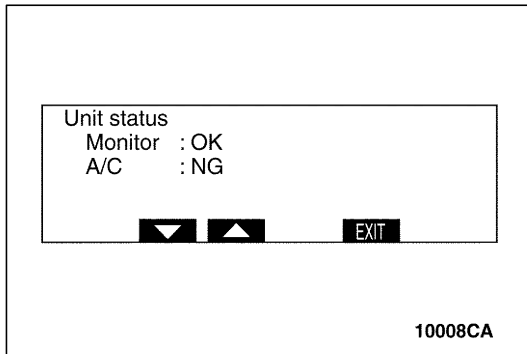 Unit status
Monitor : OK
A/C : NG
EXIT
10008CA